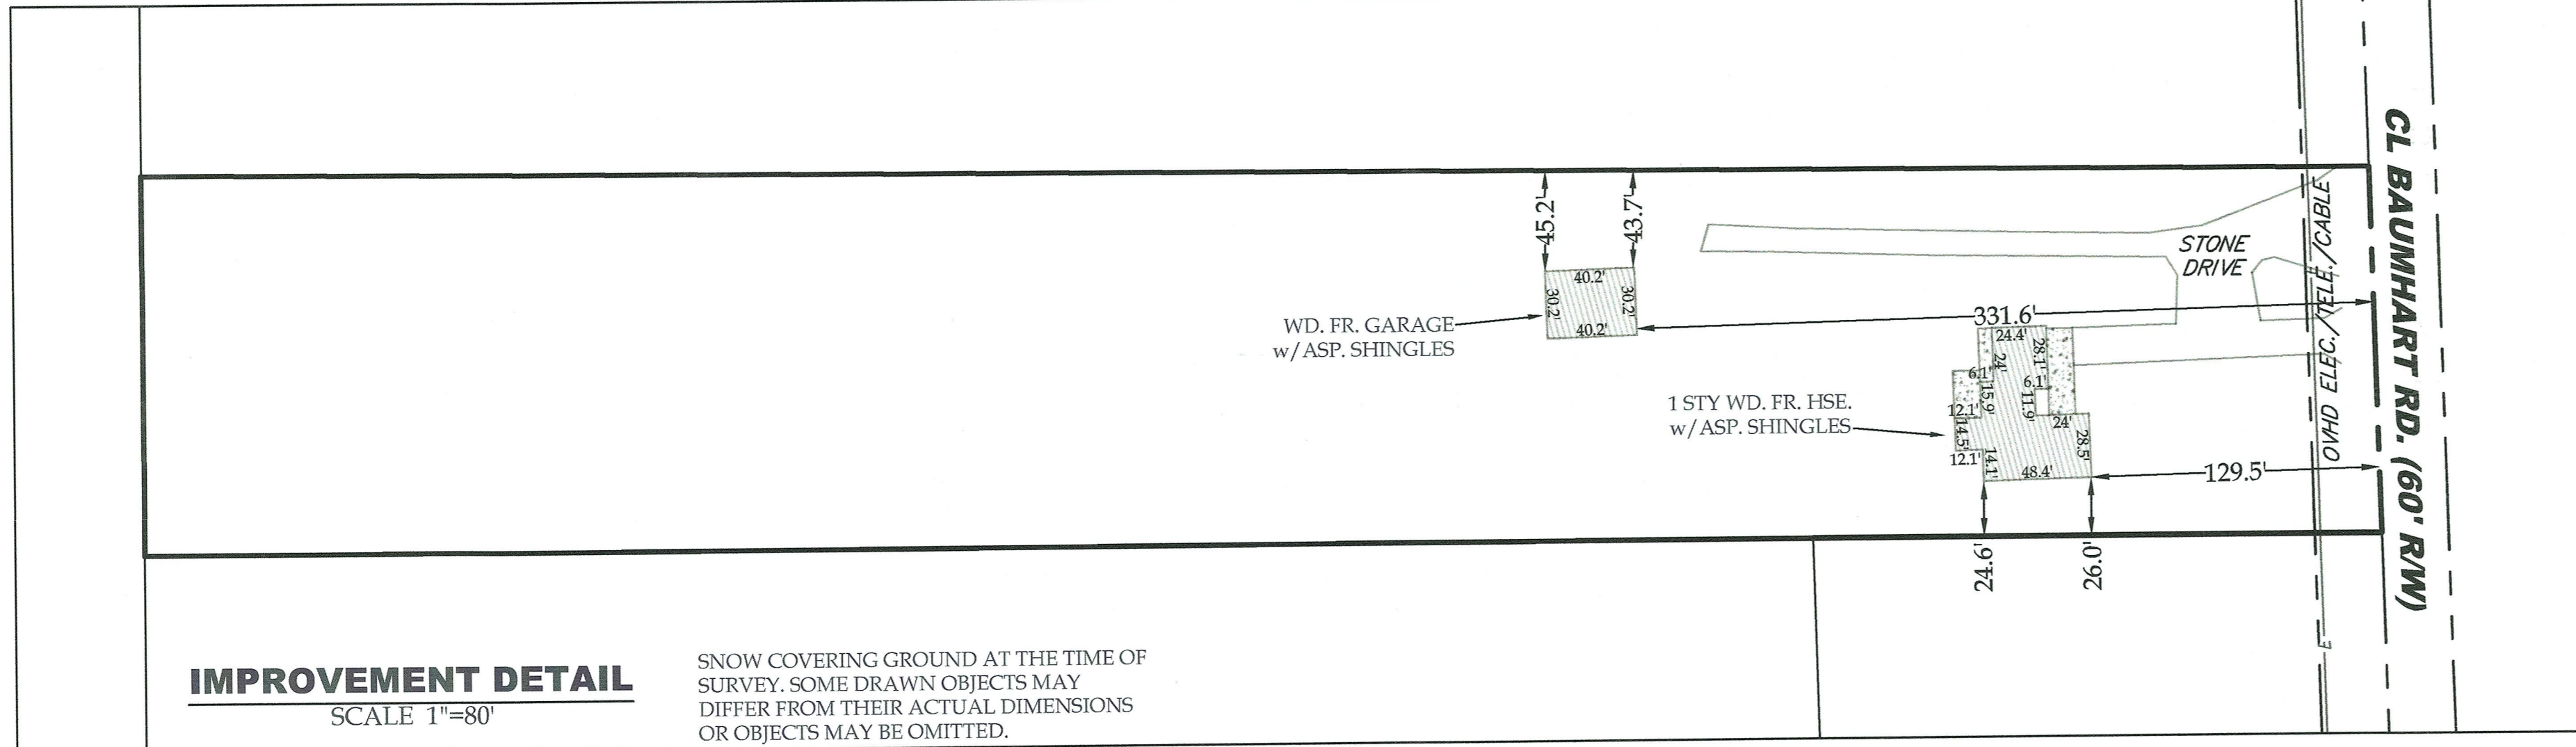 45.2'
43.7'
40.2'
30.2'
30.2'
40.2'
WD. FR. GARAGE
w/ASP. SHINGLES
331.6'
STONE
DRIVE
OVHD ELEC./TELE./CABLE
CL BAUMHART RD. (60' R/W)
24.4'
28.1'
24'
6.1'
6.1'
15.9'
11.9'
12.1'
24'
14.5'
28.5'
12.1'
14.1'
48.4'
1 STY WD. FR. HSE.
w/ASP. SHINGLES
129.5'
24.6'
26.0'
E
IMPROVEMENT DETAIL
SCALE 1"=80'
SNOW COVERING GROUND AT THE TIME OF
SURVEY. SOME DRAWN OBJECTS MAY
DIFFER FROM THEIR ACTUAL DIMENSIONS
OR OBJECTS MAY BE OMITTED.